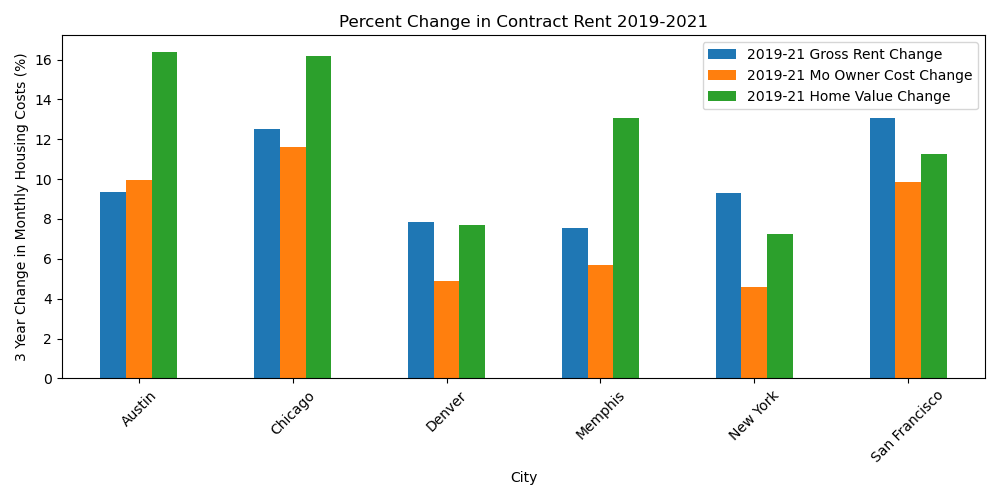 Percent Change in Contract Rent 2019-2021
2019-21 Gross Rent Change
2019-21 Mo Owner Cost Change
2019-21 Home Value Change
3 Year Change in Monthly Housing Costs (%)
16
14
12
10
8
6
4
2
0
Austin
Chicago
Denver
Memphis
New York
San Francisco
City